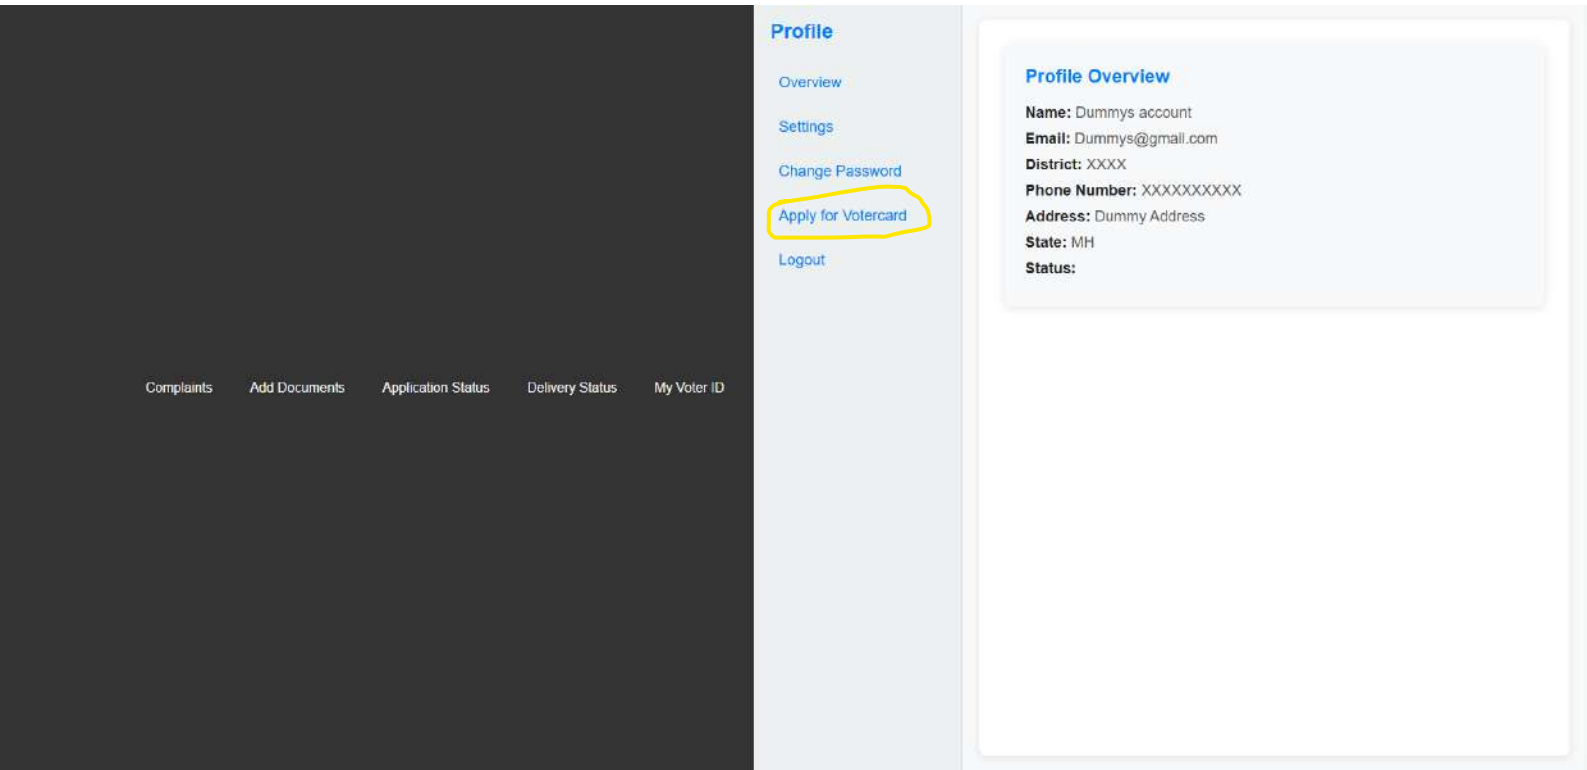 Complaints Add Documents Application Status Delivery Status My Voter ID
Profile
Overview
Settings
Change Password
Apply for Votercard
Logout
Profile Overview
Name: Dummys account
Email: Dummys@gmail.com
District: XXXX
Phone Number: XXXXXXXXXX
Address: Dummy Address
State: MH
Status: